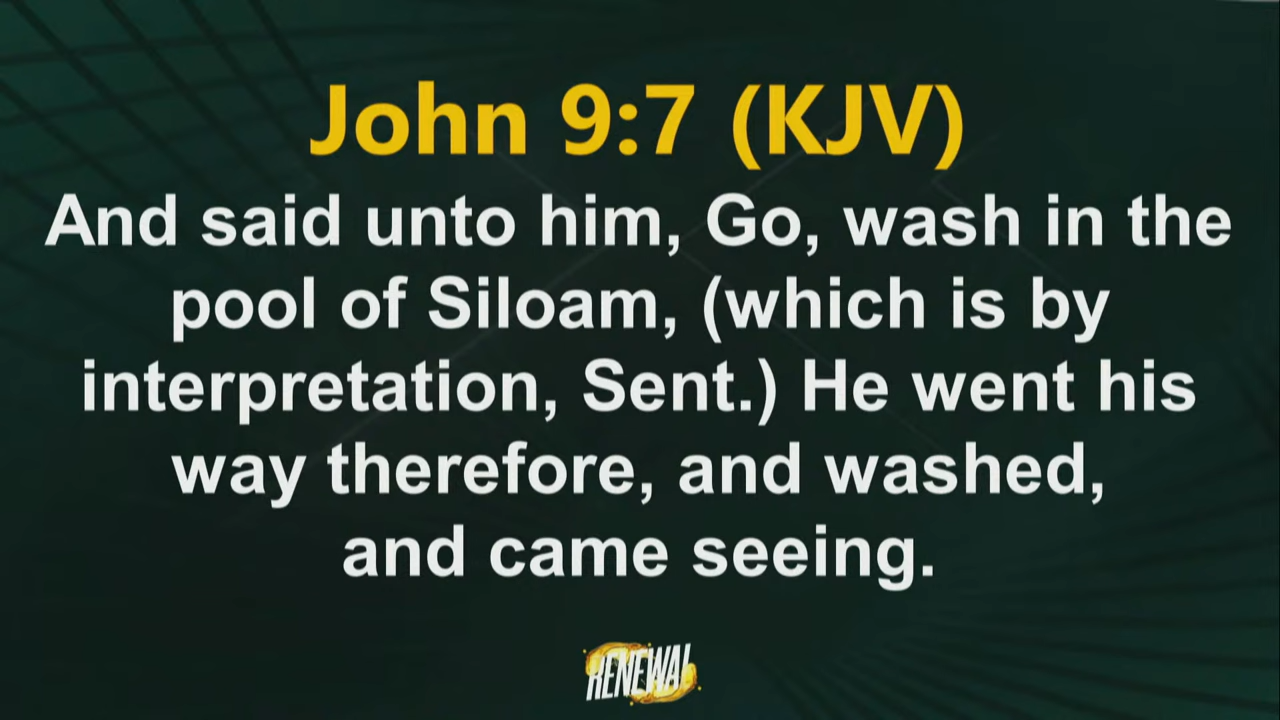 John 9:7 (KJV)
And said unto him, Go, wash in the
pool of Siloam, (which is by
interpretation, Sent.) He went his
way therefore, and washed,
and came seeing.
RENEWAL